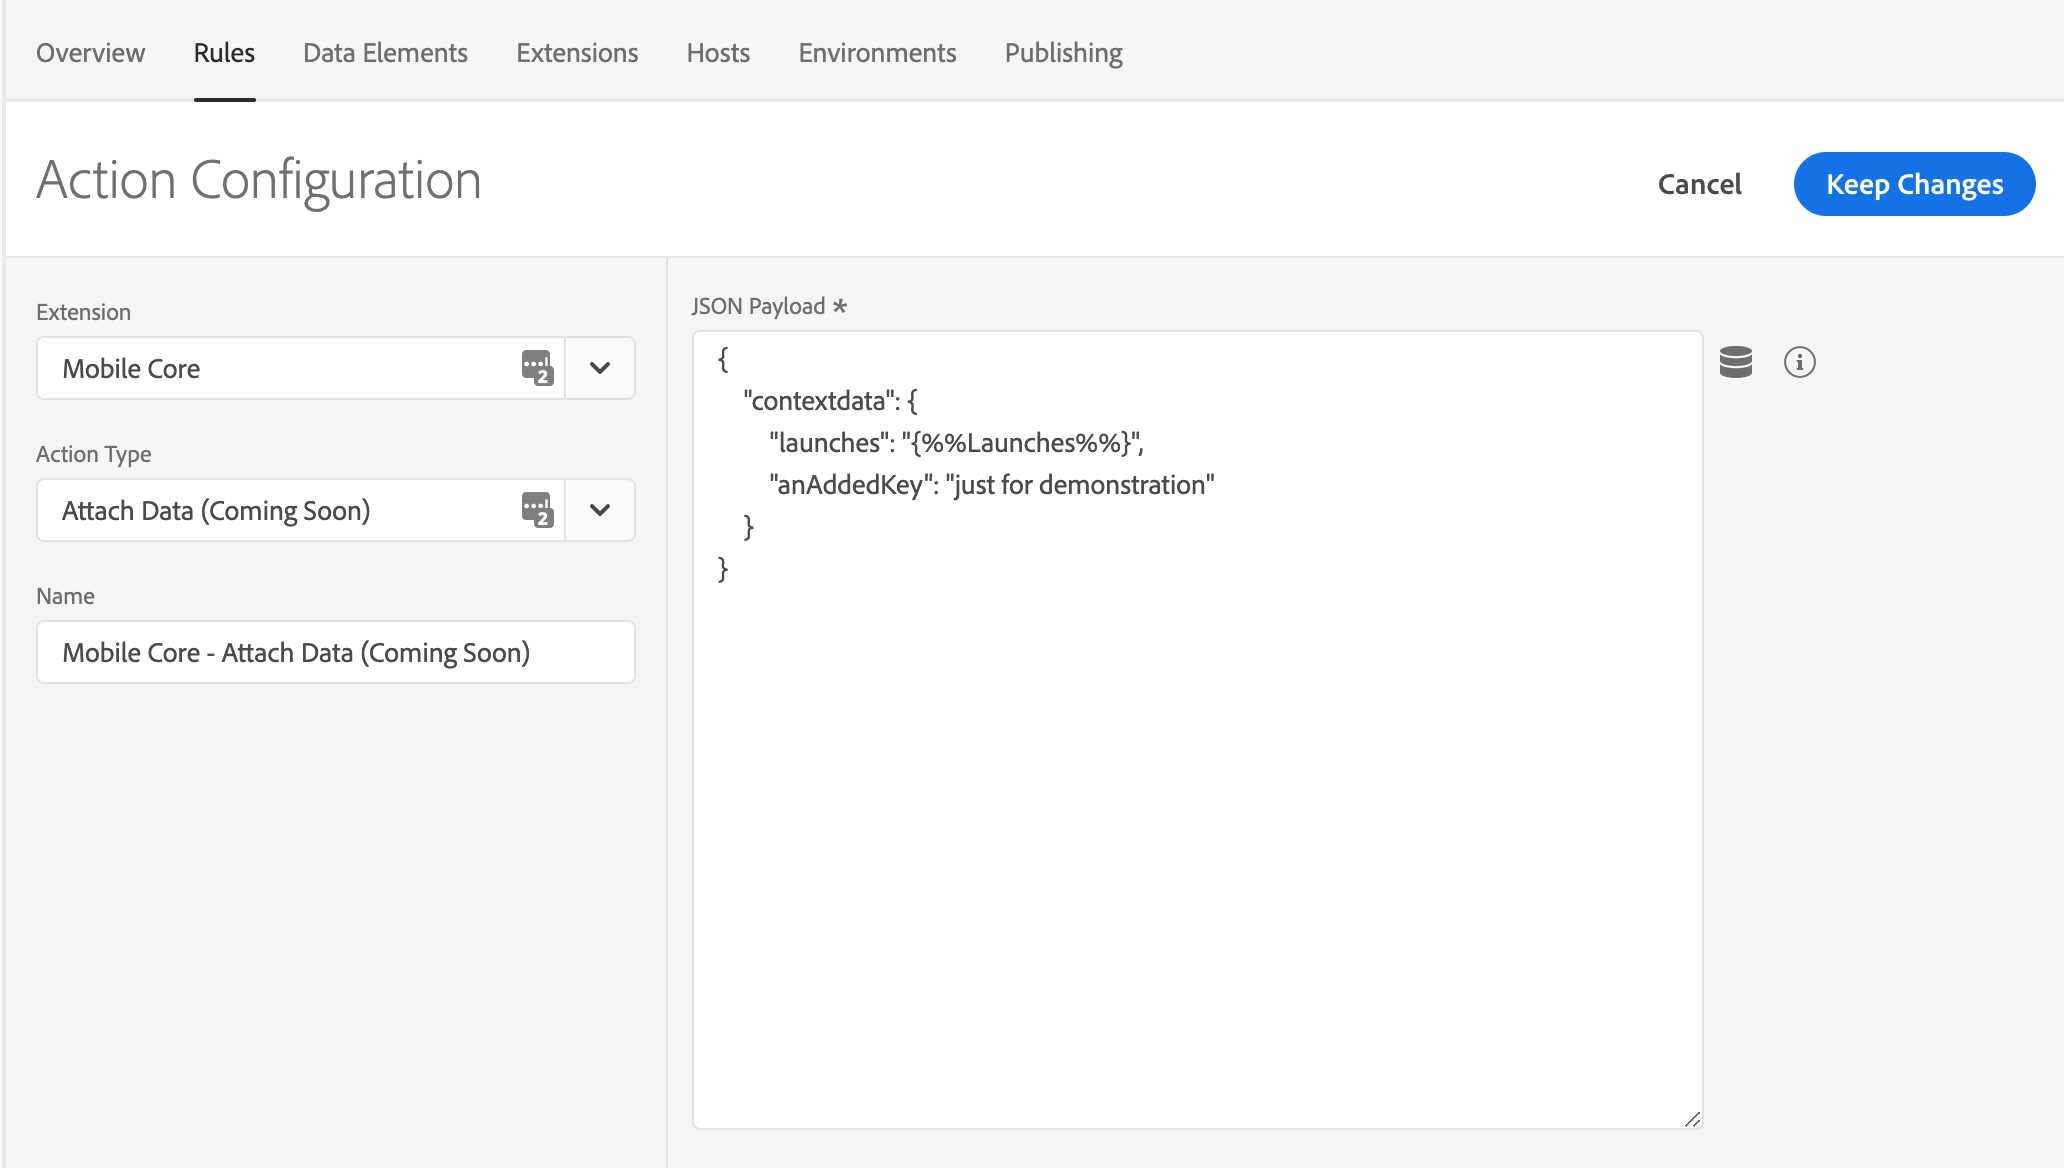 Overview Rules Data Elements Extensions Hosts Environments Publishing
Action Configuration
Cancel
Keep Changes
Extension
Mobile Core
2
Action Type
Attach Data (Coming Soon)
2
Name
Mobile Core - Attach Data (Coming Soon)
JSON Payload *
{
"contextdata": {
"launches": "{%%Launches%%}",
"anAddedKey": "just for demonstration"
}
}